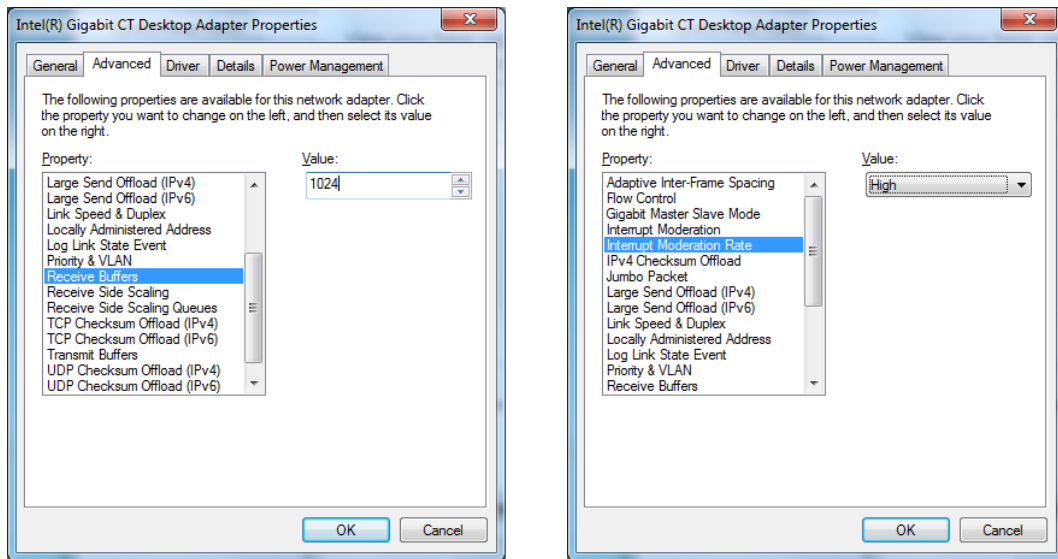 Intel(R) Gigabit CT Desktop Adapter Properties
General Advanced Driver Details Power Management
The following properties are available for this network adapter. Click
the property you want to change on the left, and then select its value
on the right.
Property: Value:
Large Send Offload (IPv4)
1024
Large Send Offload (IPv6)
Link Speed & Duplex
Locally Administered Address
Log Link State Event
Priority & VLAN
Receive Buffers
Receive Side Scaling
Receive Side Scaling Queues
TCP Checksum Offload (IPv4)
TCP Checksum Offload (IPv6)
Transmit Buffers
UDP Checksum Offload (IPv4)
UDP Checksum Offload (IPv6)
OK Cancel
Intel(R) Gigabit CT Desktop Adapter Properties
General Advanced Driver Details Power Management
The following properties are available for this network adapter. Click
the property you want to change on the left, and then select its value
on the right.
Property: Value:
Adaptive Inter-Frame Spacing
High
Flow Control
Gigabit Master Slave Mode
Interrupt Moderation
Interrupt Moderation Rate
IPv4 Checksum Offload
Jumbo Packet
Large Send Offload (IPv4)
Large Send Offload (IPv6)
Link Speed & Duplex
Locally Administered Address
Log Link State Event
Priority & VLAN
Receive Buffers
OK Cancel